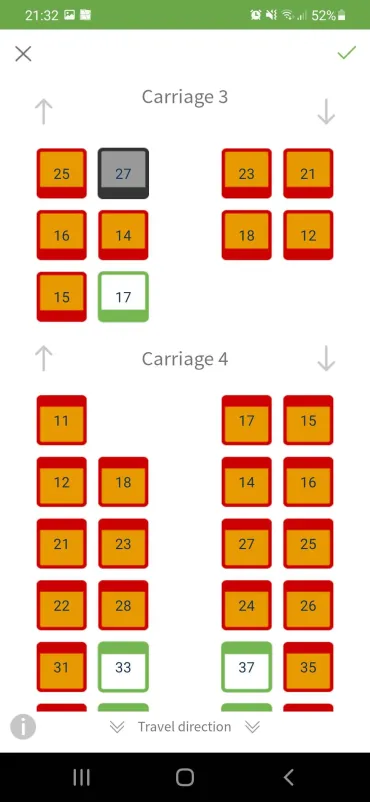 21:32 52%
Carriage 3
25 27 23 21
16 14 18 12
15 17
Carriage 4
11 17 15
12 18 14 16
21 23 27 25
22 28 24 26
31 33 37 35
Travel direction